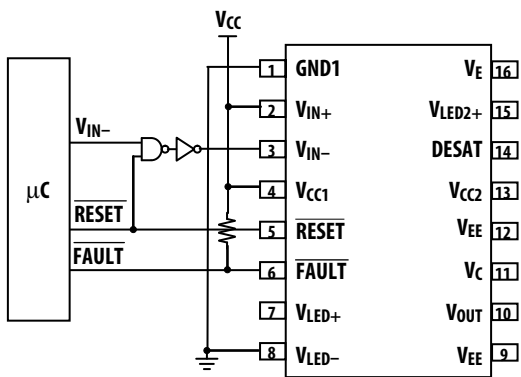 VCC
μC
VIN–
RESET
FAULT
1 GND1
2 VIN+
3 VIN–
4 VCC1
5 RESET
6 FAULT
7 VLED+
8 VLED–
VE 16
VLED2+ 15
DESAT 14
VCC2 13
VEE 12
VC 11
VOUT 10
VEE 9